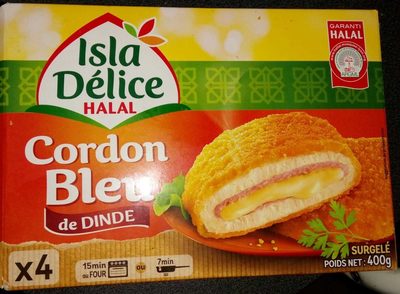 Isla
Délice
HALAL
GARANTI
HALAL
Cordon
Bleu
de DINDE
x4
15min
au FOUR
ou
7min
SURGELÉ
POIDS NET : 400g